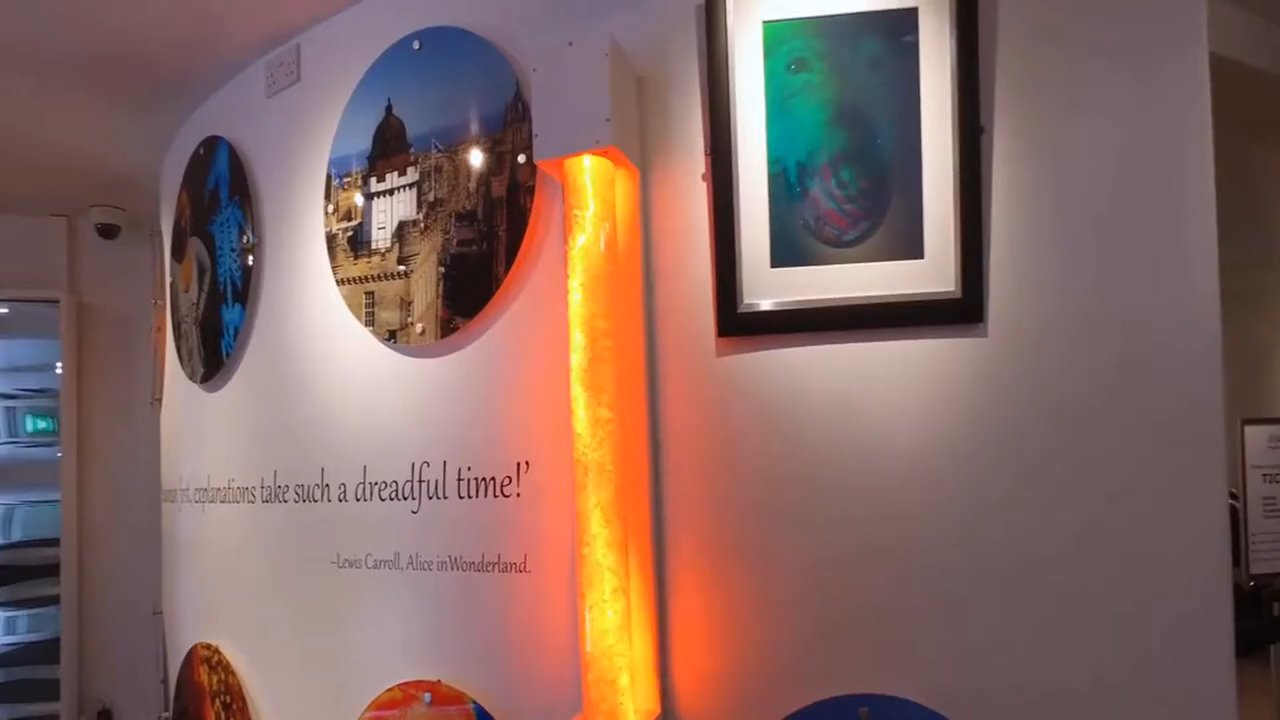 explanations take such a dreadful time!’
–Lewis Carroll, Alice in Wonderland.